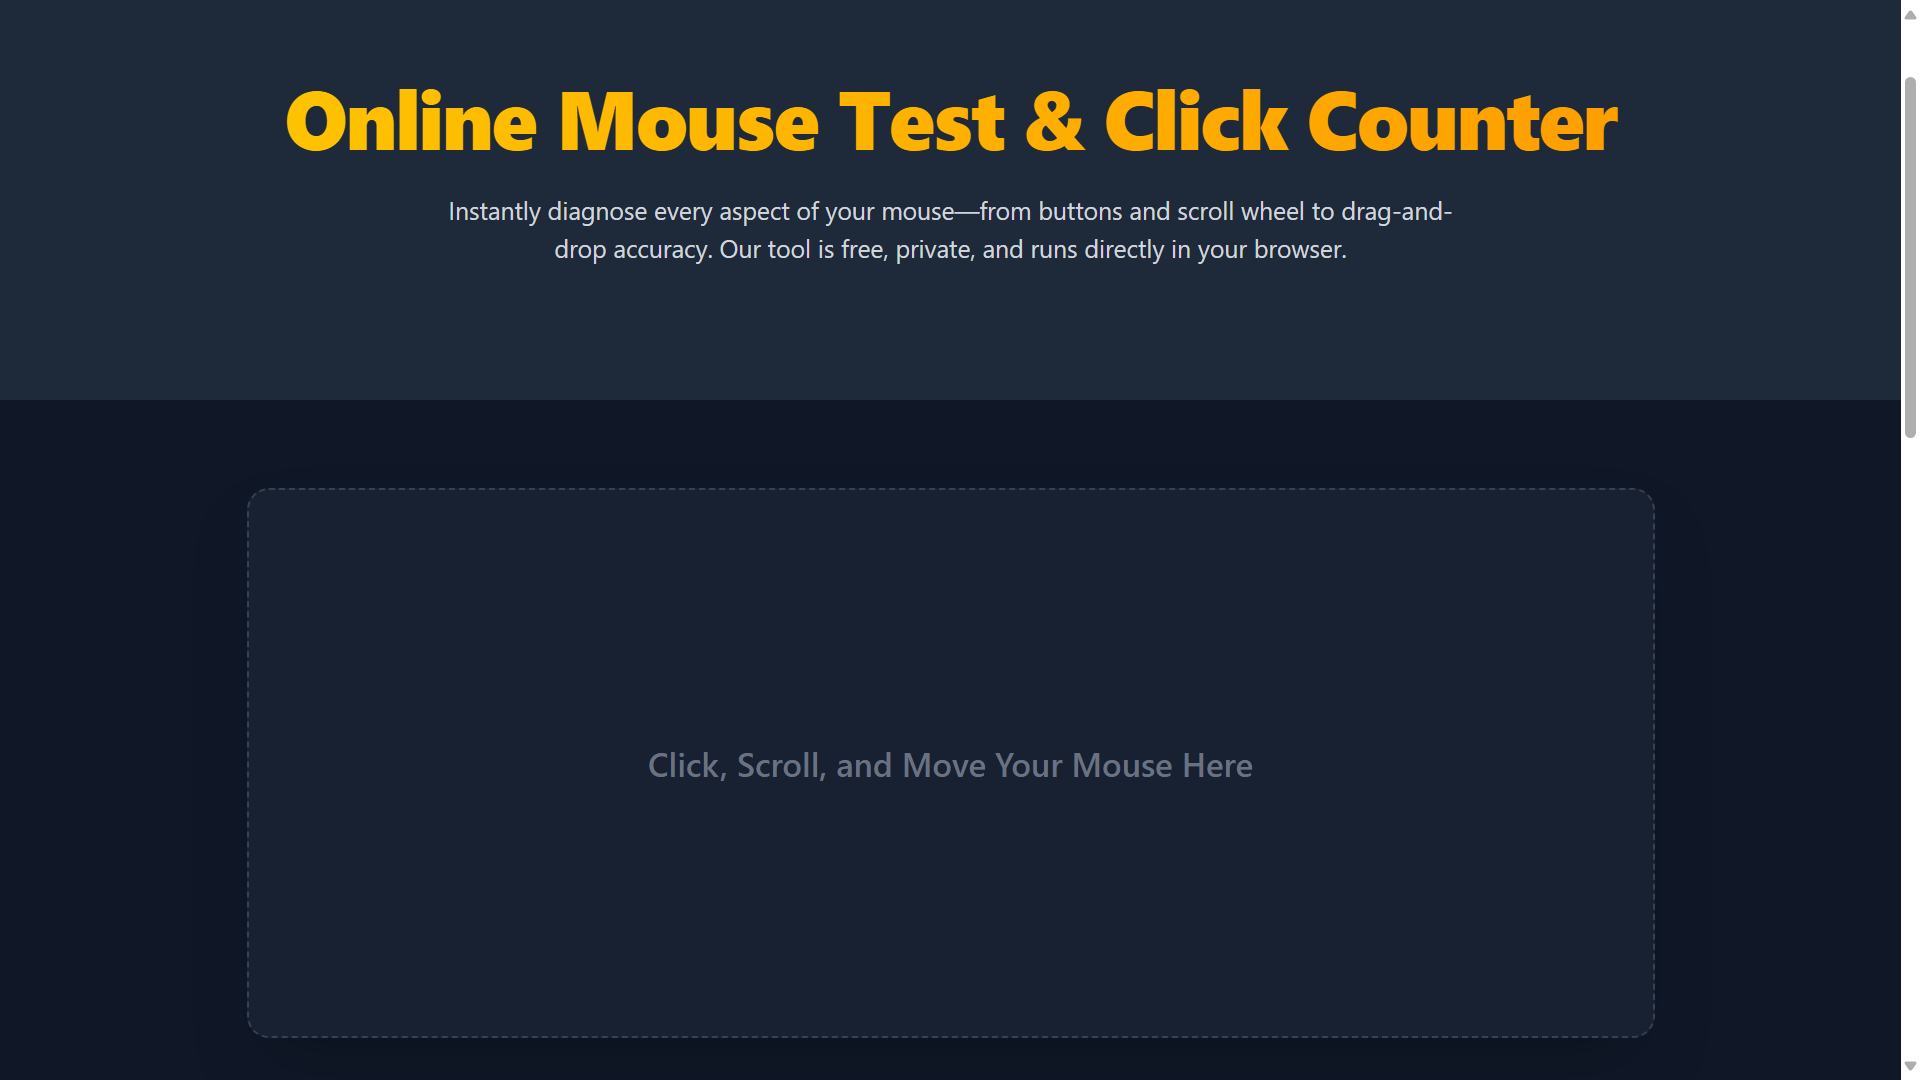 Online Mouse Test & Click Counter
Instantly diagnose every aspect of your mouse—from buttons and scroll wheel to drag-and-
drop accuracy. Our tool is free, private, and runs directly in your browser.
Click, Scroll, and Move Your Mouse Here